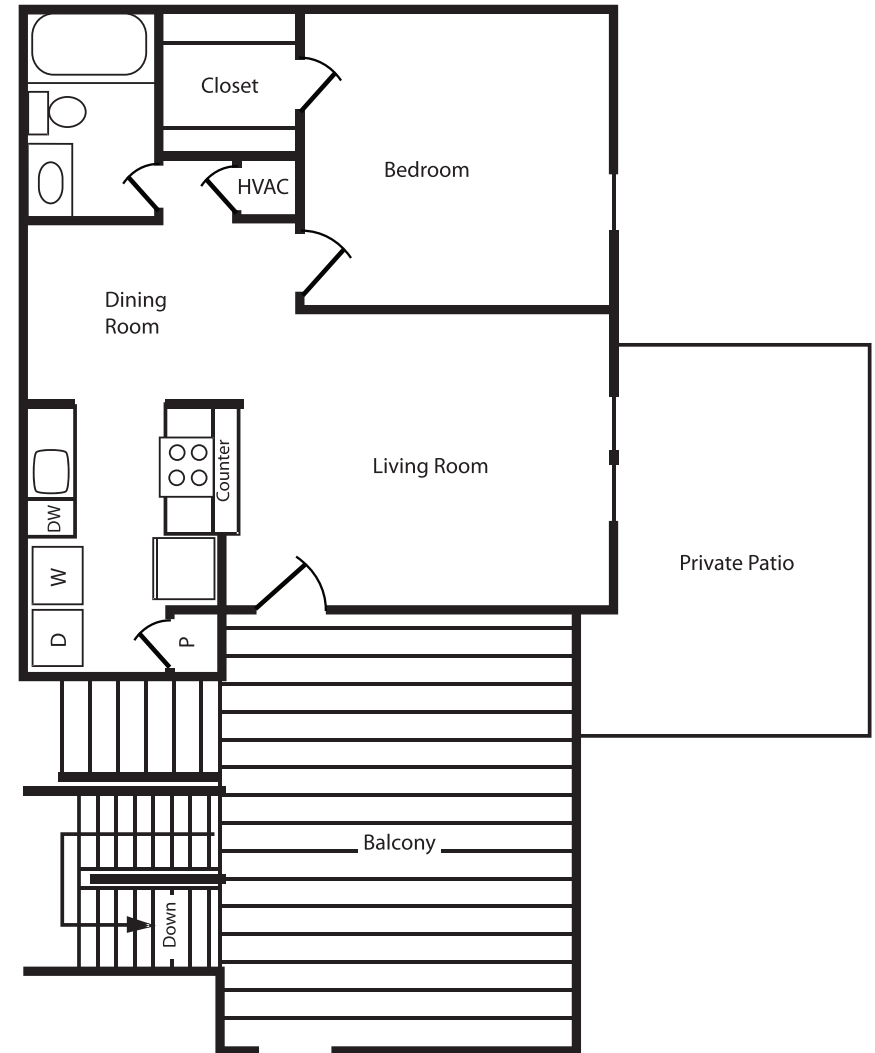 Closet
Bedroom
HVAC
Dining
Room
Counter
Living Room
DW
W
Private Patio
D
P
Balcony
Down